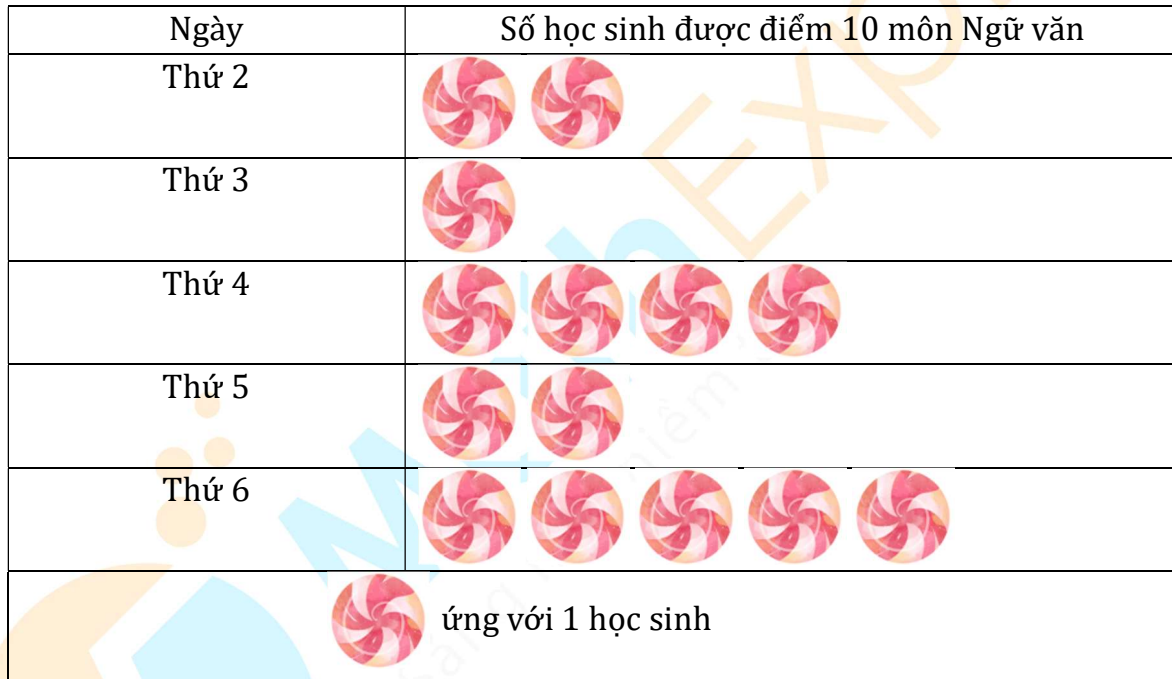 Ngày Số học sinh được điểm 10 môn Ngữ văn
Thứ 2
Thứ 3
Thứ 4
Thứ 5
Thứ 6
ứng với 1 học sinh